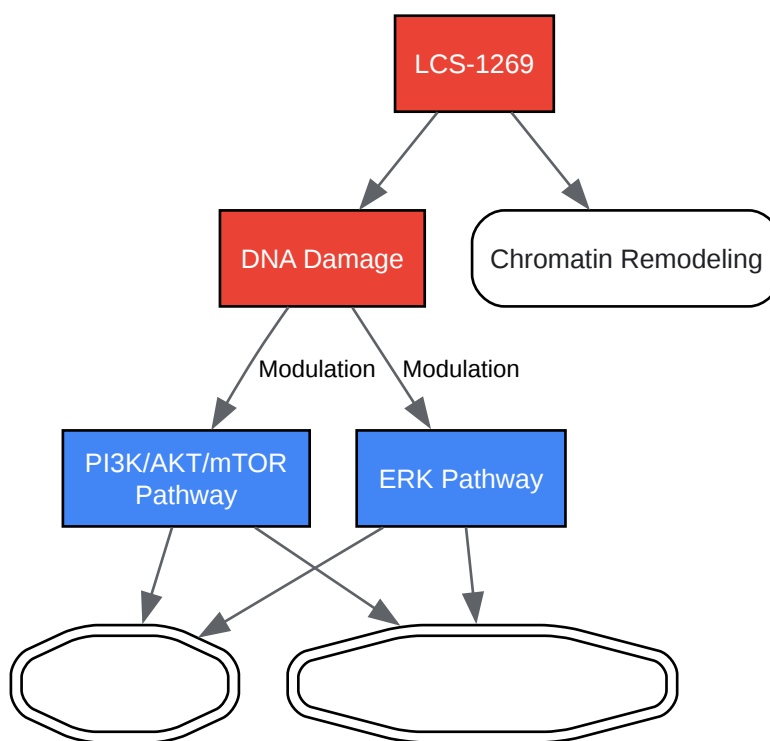 LCS-1269
DNA Damage
Chromatin Remodeling
Modulation
Modulation
PI3K/AKT/mTOR
Pathway
ERK Pathway